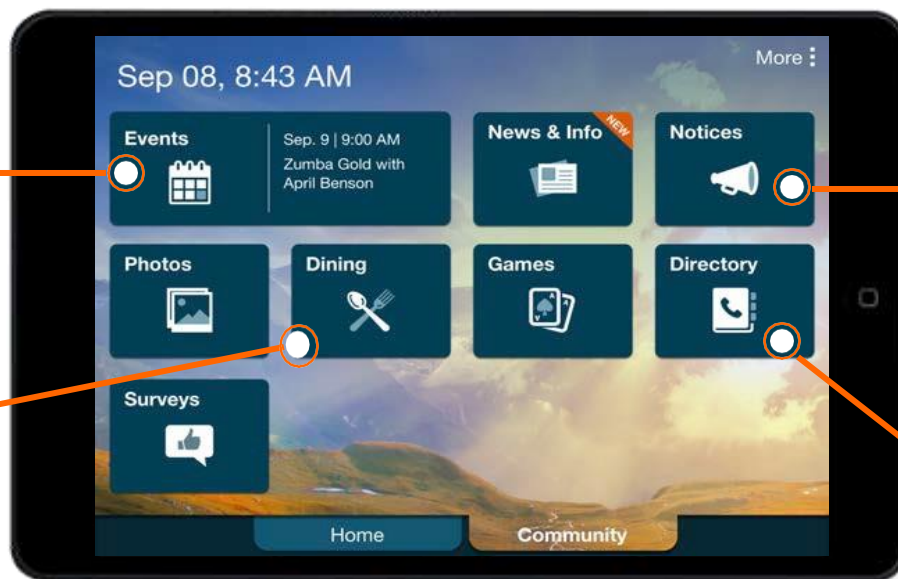 More
Sep 08, 8:43 AM
Events
Sep. 9 | 9:00 AM
Zumba Gold with
April Benson
News & Info
NEW
Notices
Photos
Dining
Games
Directory
Surveys
Home
Community